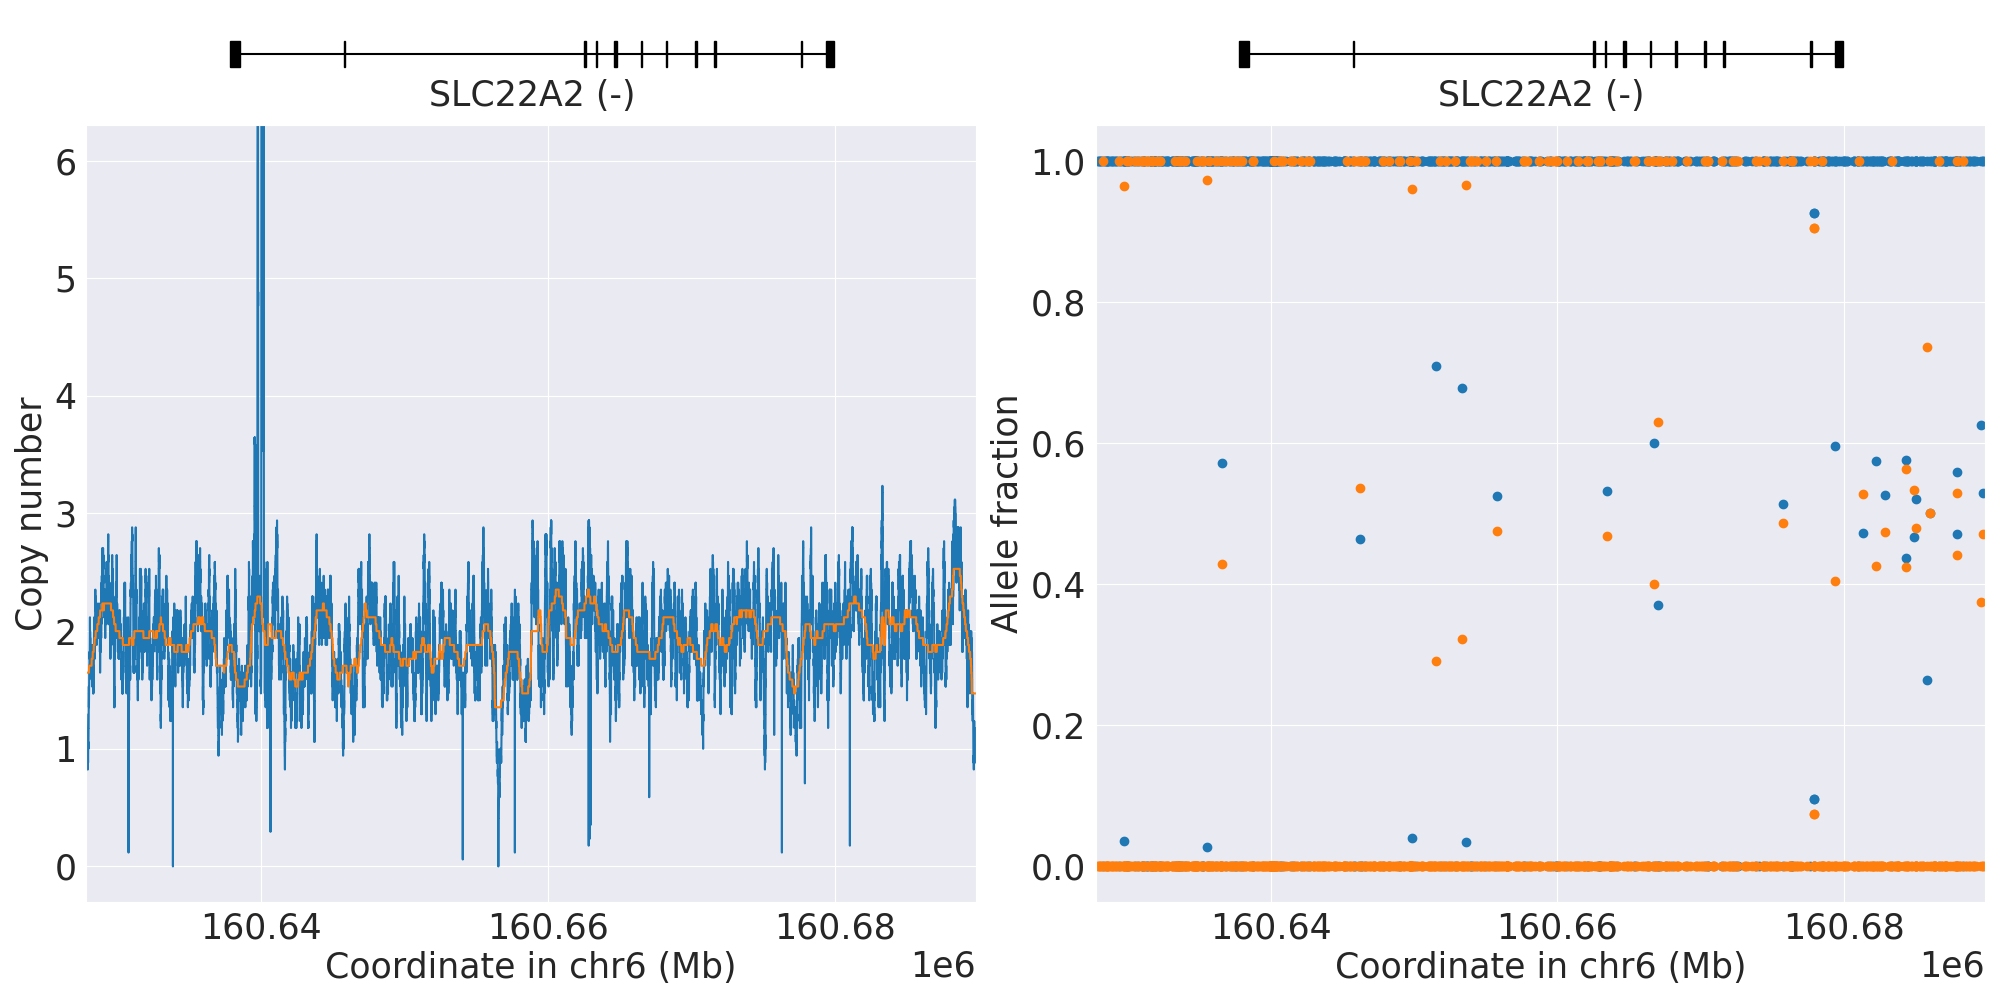 SLC22A2 (-)
SLC22A2 (-)
Copy number
6
5
4
3
2
1
0
160.64
160.66
160.68
Coordinate in chr6 (Mb)
1e6
Allele fraction
1.0
0.8
0.6
0.4
0.2
0.0
160.64
160.66
160.68
Coordinate in chr6 (Mb)
1e6